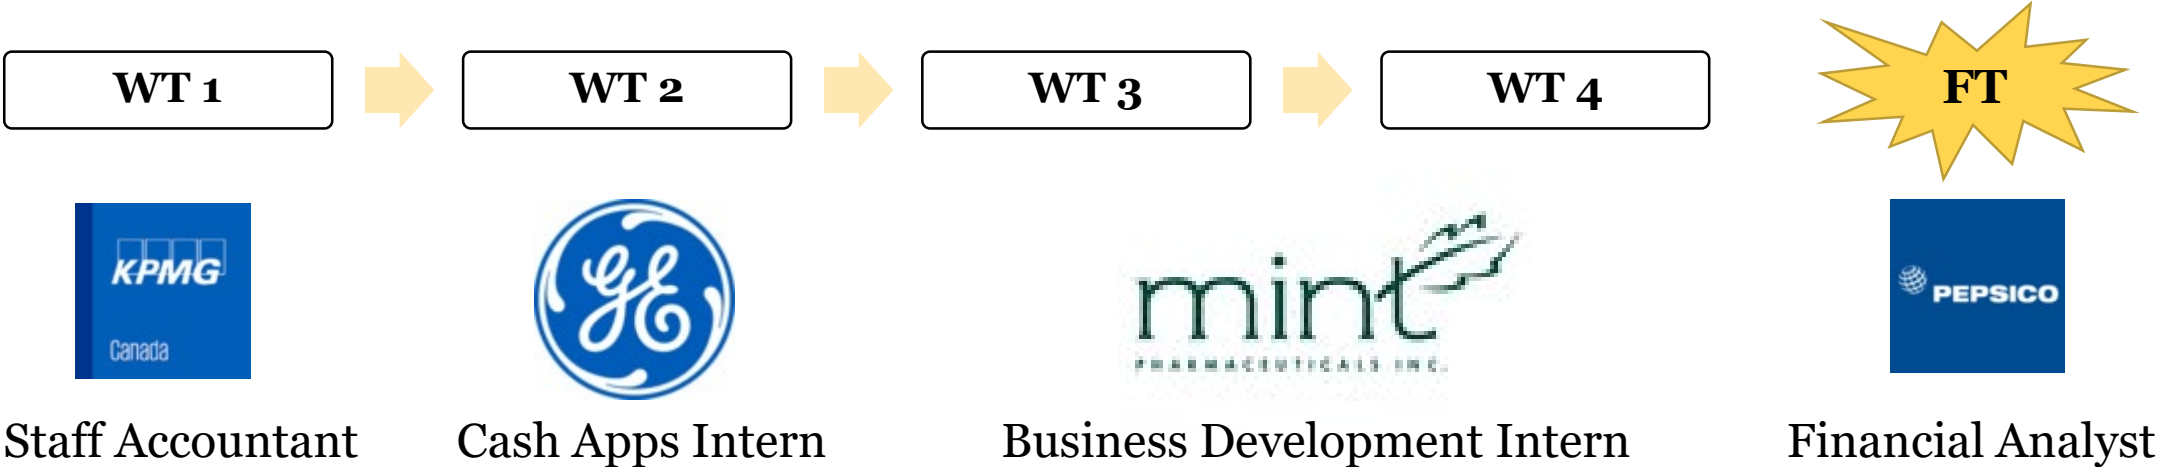 WT 1
WT 2
WT 3
WT 4
FT
KPMG
Canada
GE
mint
PHARMACEUTICALS INC.
PEPSICO
Staff Accountant
Cash Apps Intern
Business Development Intern
Financial Analyst